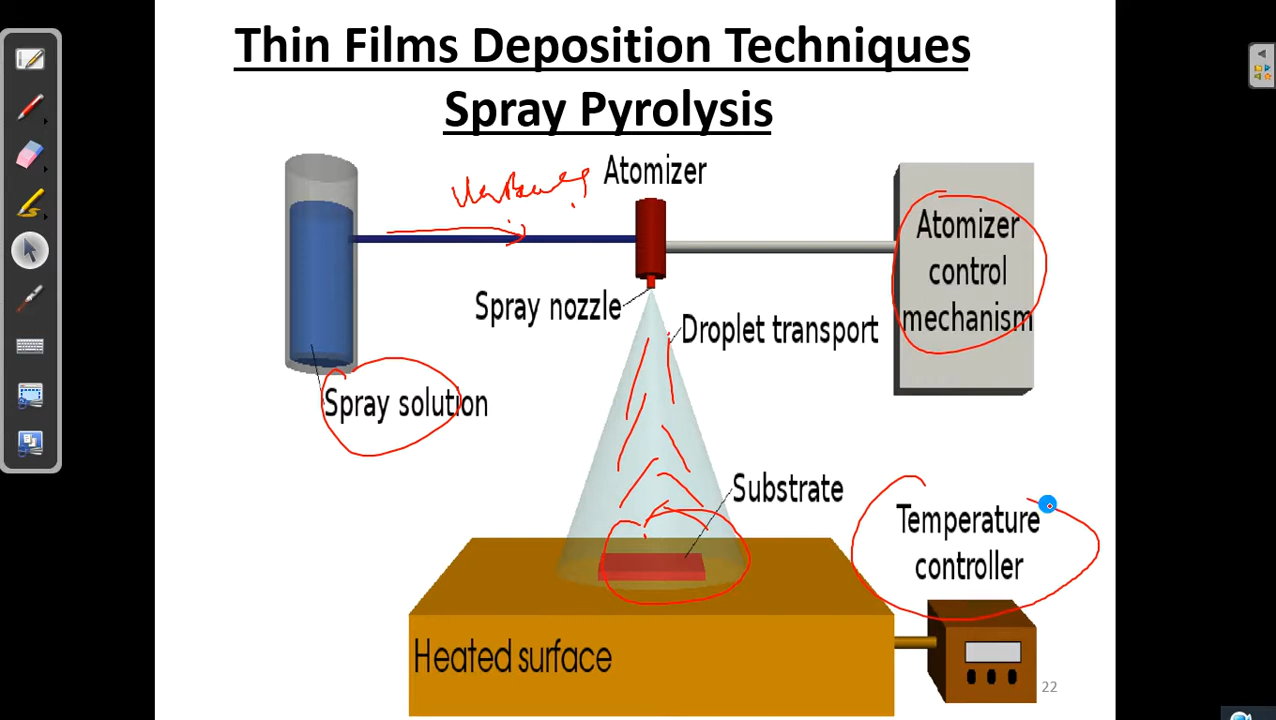 Thin Films Deposition Techniques
Spray Pyrolysis
Atomizer
Atomizer
control
mechanism
Spray nozzle
Droplet transport
Spray solution
Substrate
Temperature
controller
Heated surface
22